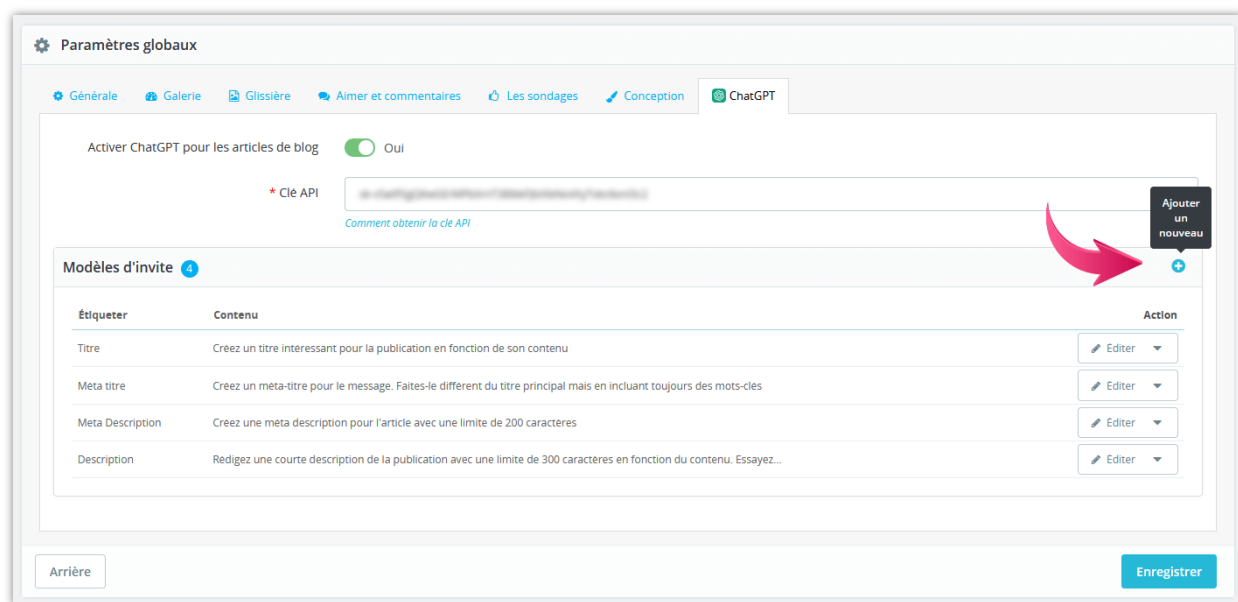 Paramètres globaux
Générale Galerie Glissière Aimer et commentaires Les sondages Conception ChatGPT
Activer ChatGPT pour les articles de blog Oui
* Clé API
Comment obtenir la clé API
Ajouter
un
nouveau
Modèles d'invite 4
Étiqueter Contenu Action
Titre Créez un titre intéressant pour la publication en fonction de son contenu Éditer
Meta titre Créez un méta-titre pour le message. Faites-le différent du titre principal mais en incluant toujours des mots-clés Éditer
Meta Description Créez une méta description pour l'article avec une limite de 200 caractères Éditer
Description Rédigez une courte description de la publication avec une limite de 300 caractères en fonction du contenu. Essayez... Éditer
Arrière Enregistrer